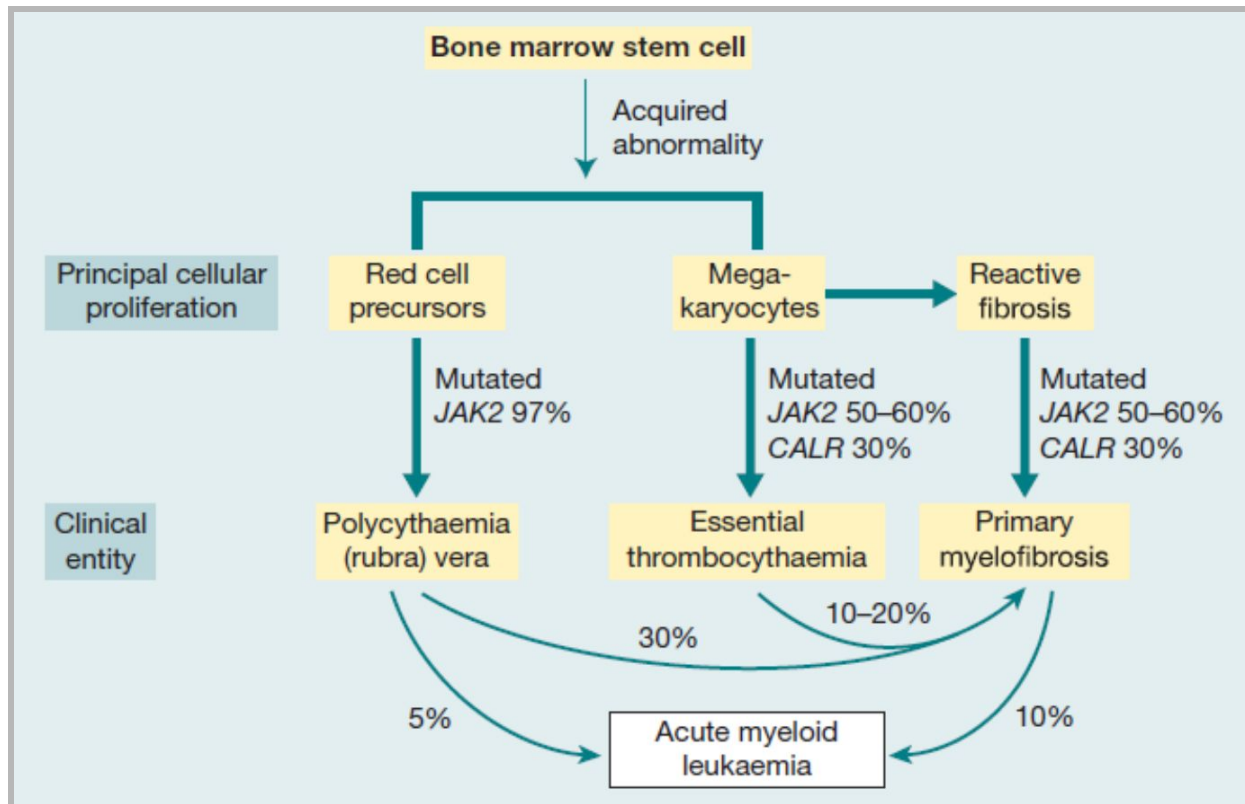 Bone marrow stem cell
Acquired
abnormality
Principal cellular
proliferation
Red cell
precursors
Mega-
karyocytes
Reactive
fibrosis
Mutated
JAK2 97%
Mutated
JAK2 50–60%
CALR 30%
Mutated
JAK2 50–60%
CALR 30%
Clinical
entity
Polycythaemia
(rubra) vera
Essential
thrombocythaemia
Primary
myelofibrosis
10–20%
30%
5%
10%
Acute myeloid
leukaemia